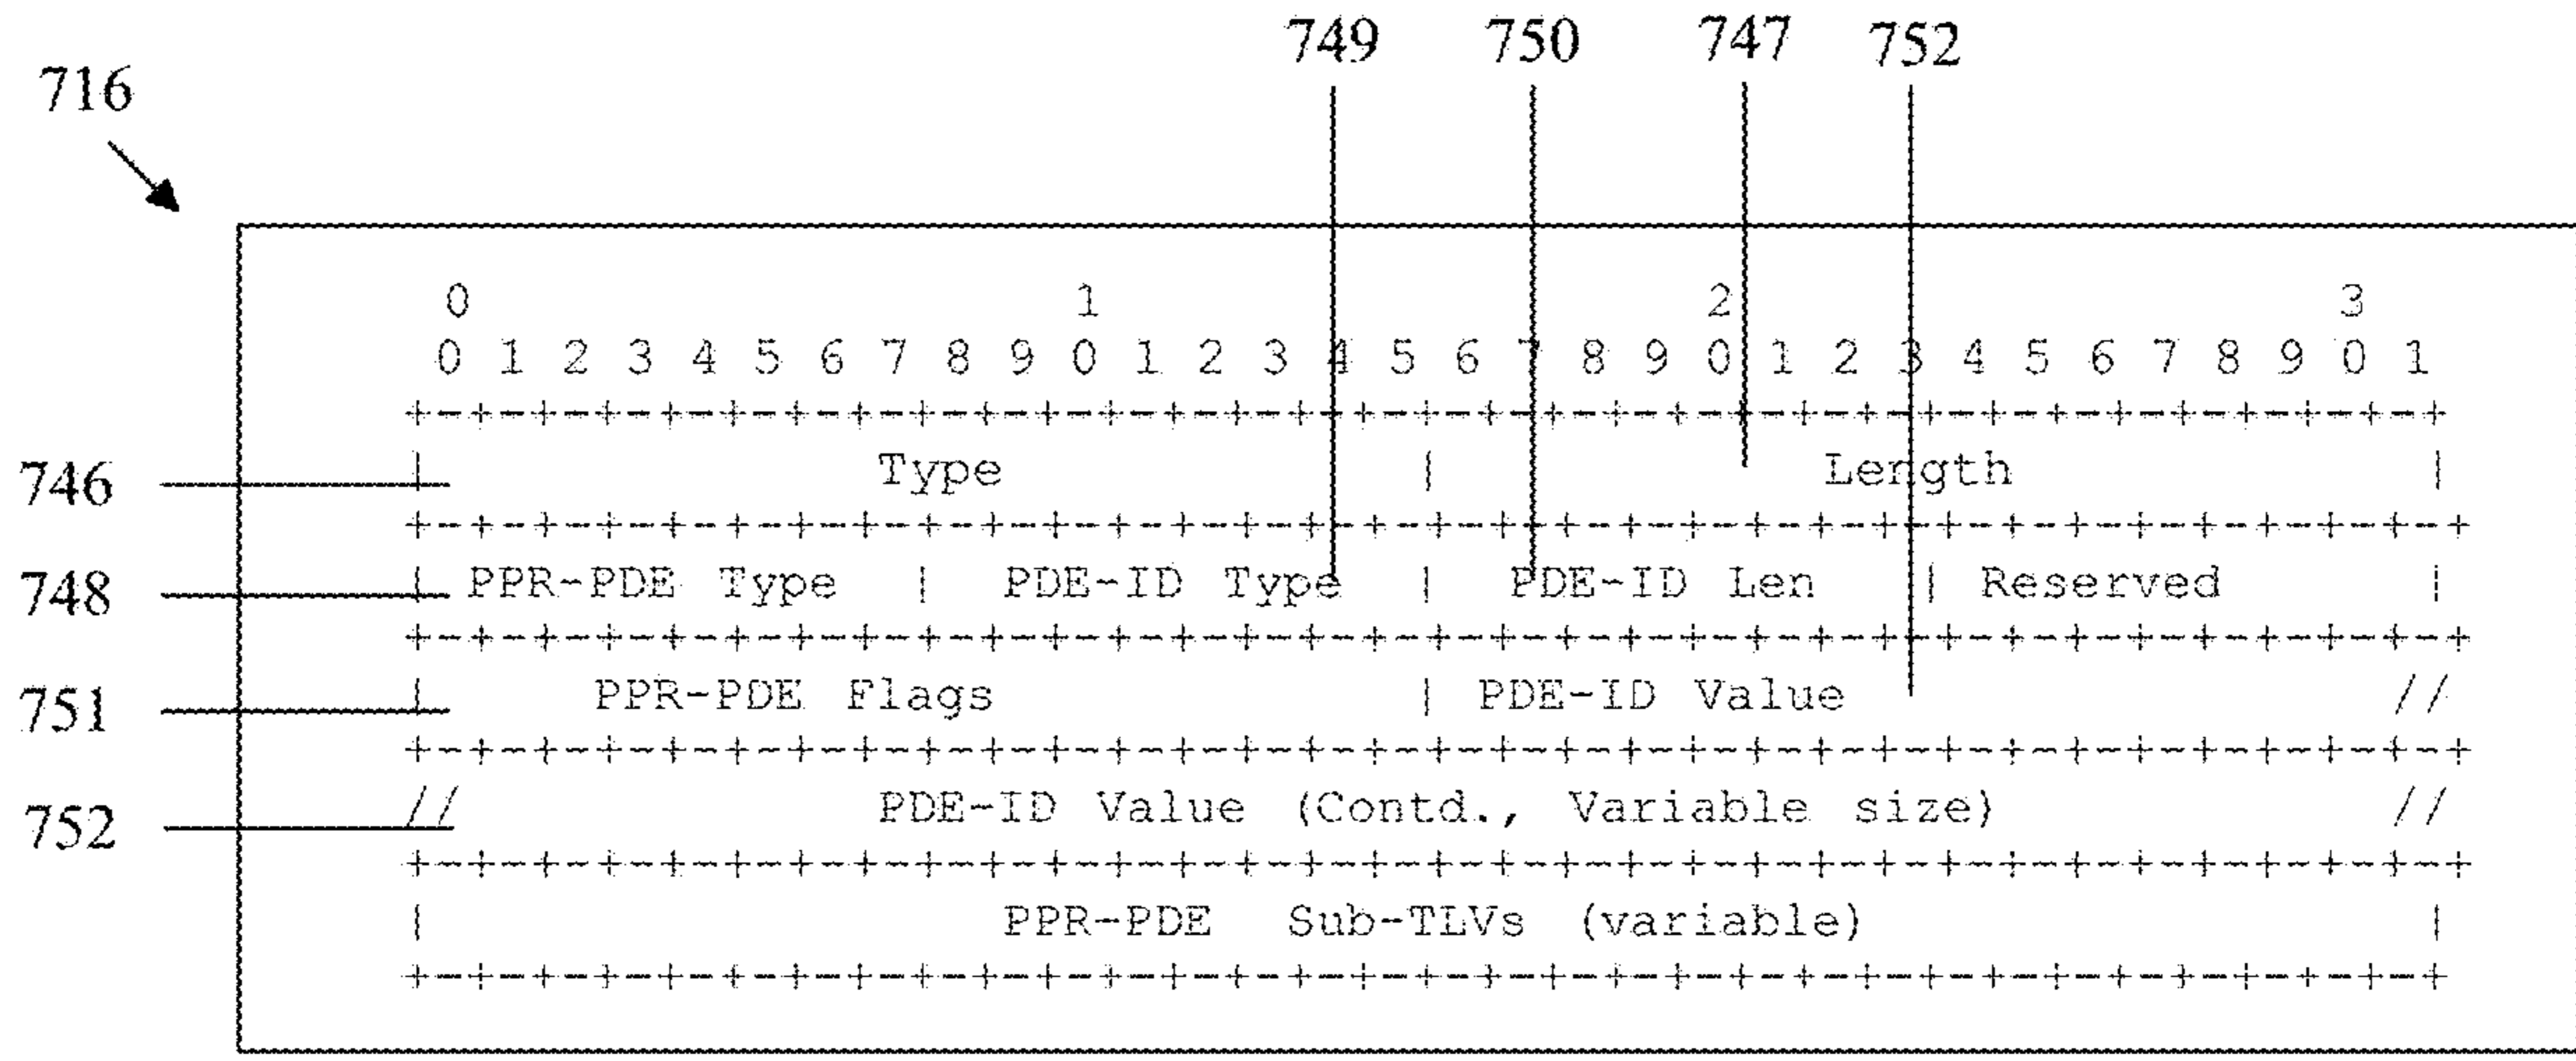 749 750 747 752
716
0 1 2 3
0 1 2 3 4 5 6 7 8 9 0 1 2 3 4 5 6 7 8 9 0 1 2 3 4 5 6 7 8 9 0 1
+-+-+-+-+-+-+-+-+-+-+-+-+-+-+-+-+-+-+-+-+-+-+-+-+-+-+-+-+-+-+-+-+
746 | Type | Length |
+-+-+-+-+-+-+-+-+-+-+-+-+-+-+-+-+-+-+-+-+-+-+-+-+-+-+-+-+-+-+-+-+
748 | PPR-PDE Type | PDE-ID Type | PDE-ID Len | Reserved |
+-+-+-+-+-+-+-+-+-+-+-+-+-+-+-+-+-+-+-+-+-+-+-+-+-+-+-+-+-+-+-+-+
751 | PPR-PDE Flags | PDE-ID Value //
+-+-+-+-+-+-+-+-+-+-+-+-+-+-+-+-+-+-+-+-+-+-+-+-+-+-+-+-+-+-+-+-+
752 // PDE-ID Value (Contd., Variable size) //
+-+-+-+-+-+-+-+-+-+-+-+-+-+-+-+-+-+-+-+-+-+-+-+-+-+-+-+-+-+-+-+-+
| PPR-PDE Sub-TLVs (variable) |
+-+-+-+-+-+-+-+-+-+-+-+-+-+-+-+-+-+-+-+-+-+-+-+-+-+-+-+-+-+-+-+-+